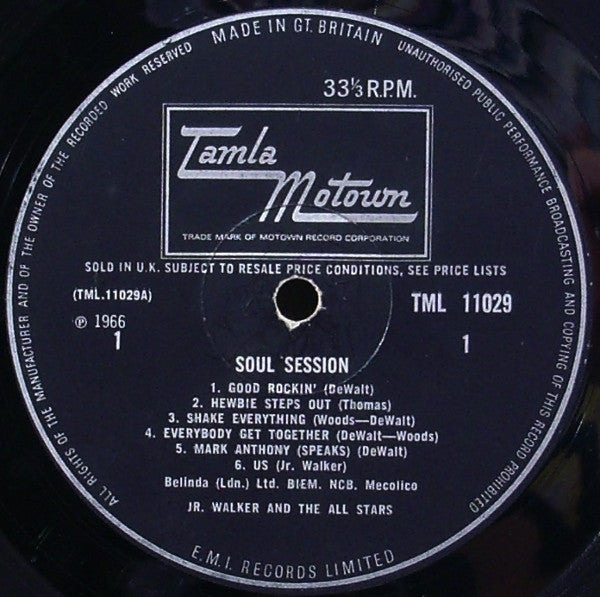 MADE IN GT. BRITAIN
UNAUTHORISED PUBLIC PERFORMANCE BROADCASTING AND COPYING OF THIS RECORD PROHIBITED
ALL RIGHTS OF THE MANUFACTURER AND OF THE OWNER OF THE RECORDED WORK RESERVED
33⅓ R.P.M.
Tamla
Motown
TRADE MARK OF MOTOWN RECORD CORPORATION
SOLD IN U.K. SUBJECT TO RESALE PRICE CONDITIONS, SEE PRICE LISTS
(TML.11029A)
TML 11029
℗ 1966
1
1
SOUL SESSION
1. GOOD ROCKIN' (DeWalt)
2. HEWBIE STEPS OUT (Thomas)
3. SHAKE EVERYTHING (Woods—DeWalt)
4. EVERYBODY GET TOGETHER (DeWalt—Woods)
5. MARK ANTHONY (SPEAKS) (DeWalt)
6. US (Jr. Walker)
Belinda (Ldn.) Ltd. BIEM. NCB. Mecolico
JR. WALKER AND THE ALL STARS
E.M.I. RECORDS LIMITED